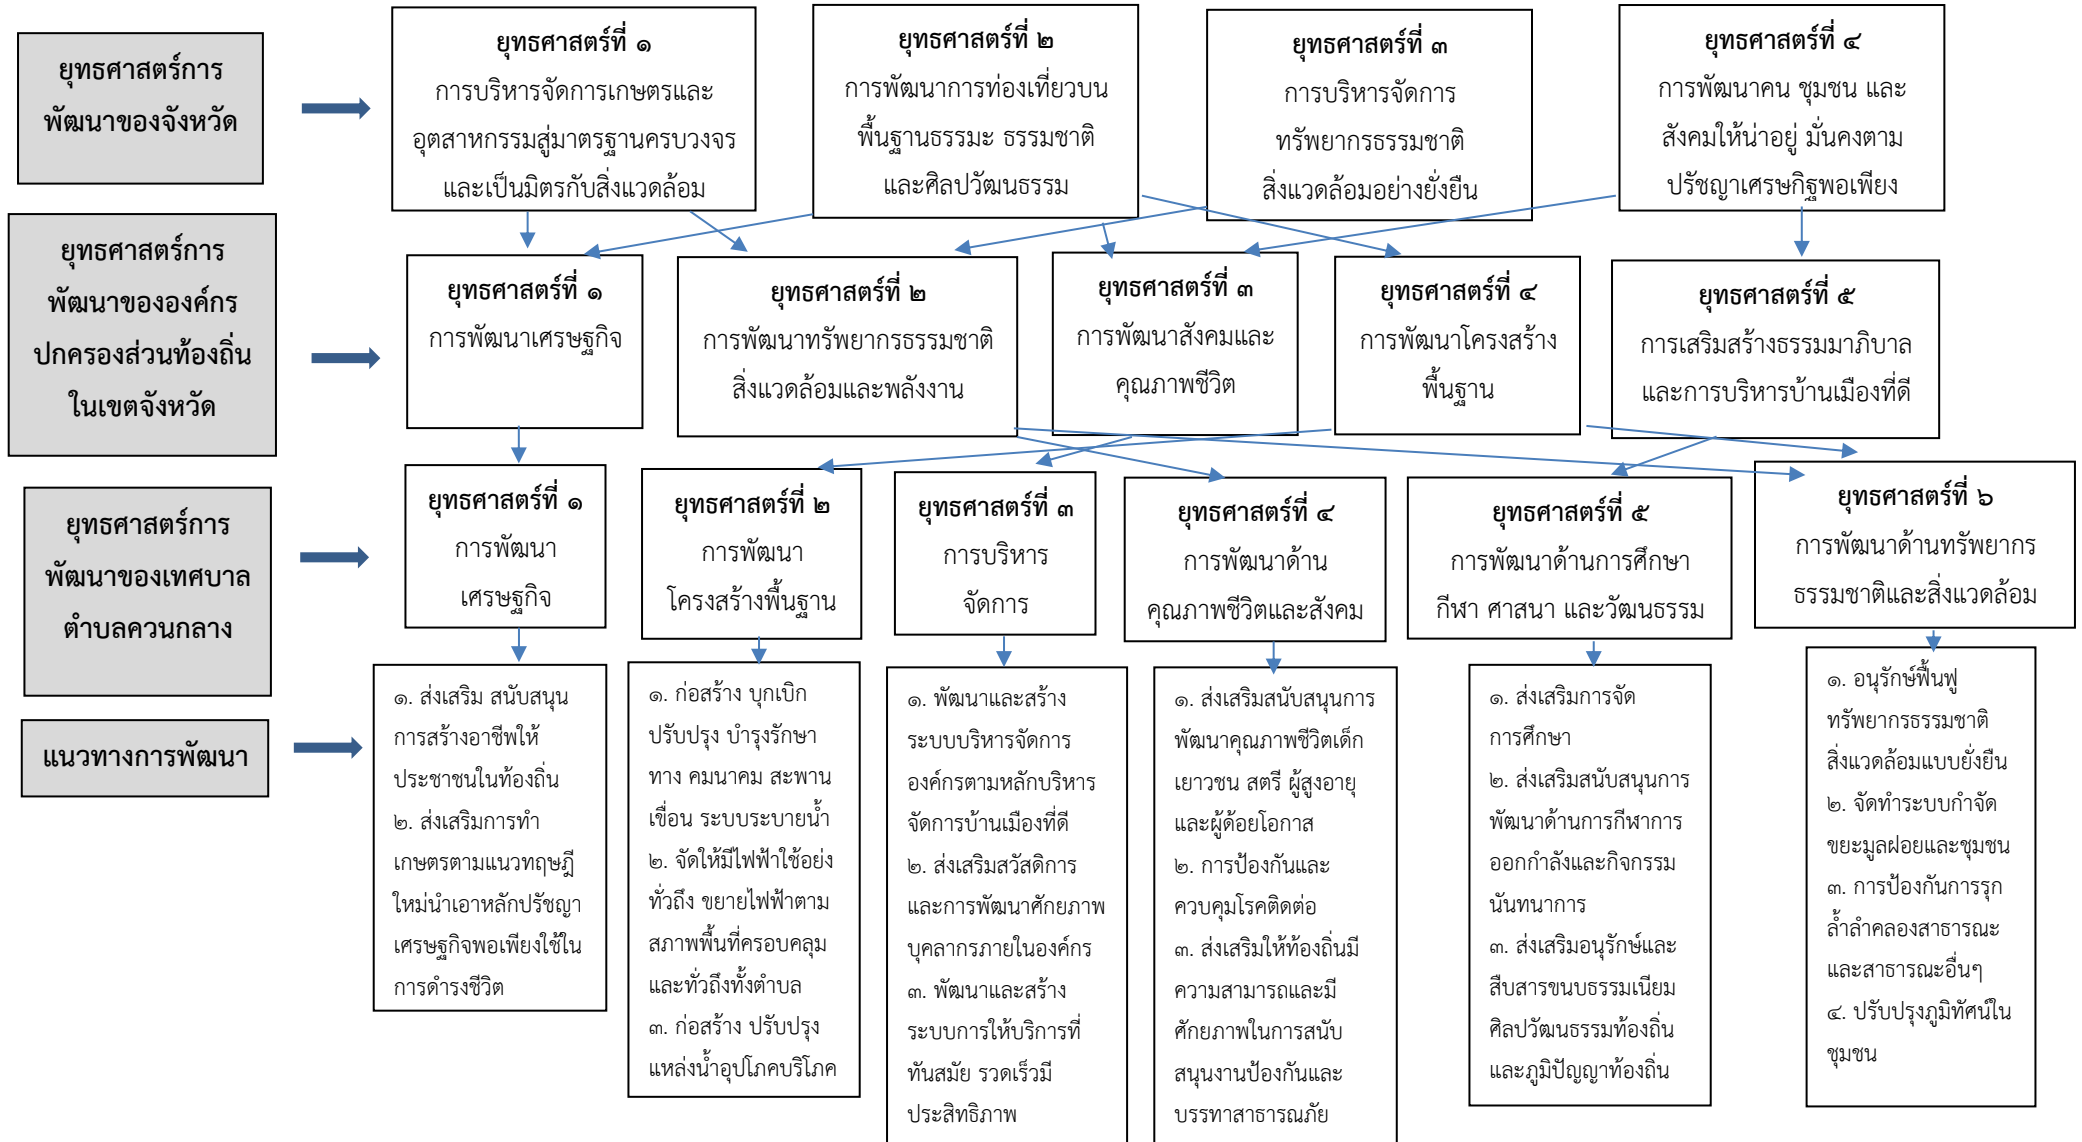 ยุทธศาสตร์การ
พัฒนาของจังหวัด
ยุทธศาสตร์ที่ ๑
การบริหารจัดการเกษตรและ
อุตสาหกรรมสู่มาตรฐานครบวงจร
และเป็นมิตรกับสิ่งแวดล้อม
ยุทธศาสตร์ที่ ๒
การพัฒนาการท่องเที่ยวบน
พื้นฐานธรรมะ ธรรมชาติ
และศิลปวัฒนธรรม
ยุทธศาสตร์ที่ ๓
การบริหารจัดการ
ทรัพยากรธรรมชาติ
สิ่งแวดล้อมอย่างยั่งยืน
ยุทธศาสตร์ที่ ๔
การพัฒนาคน ชุมชน และ
สังคมให้น่าอยู่ มั่นคงตาม
ปรัชญาเศรษกิฐพอเพียง
ยุทธศาสตร์การ
พัฒนาขององค์กร
ปกครองส่วนท้องถิ่น
ในเขตจังหวัด
ยุทธศาสตร์ที่ ๑
การพัฒนาเศรษฐกิจ
ยุทธศาสตร์ที่ ๒
การพัฒนาทรัพยากรธรรมชาติ
สิ่งแวดล้อมและพลังงาน
ยุทธศาสตร์ที่ ๓
การพัฒนาสังคมและ
คุณภาพชีวิต
ยุทธศาสตร์ที่ ๔
การพัฒนาโครงสร้าง
พื้นฐาน
ยุทธศาสตร์ที่ ๕
การเสริมสร้างธรรมมาภิบาล
และการบริหารบ้านเมืองที่ดี
ยุทธศาสตร์การ
พัฒนาของเทศบาล
ตำบลควนกลาง
ยุทธศาสตร์ที่ ๑
การพัฒนา
เศรษฐกิจ
ยุทธศาสตร์ที่ ๒
การพัฒนา
โครงสร้างพื้นฐาน
ยุทธศาสตร์ที่ ๓
การบริหาร
จัดการ
ยุทธศาสตร์ที่ ๔
การพัฒนาด้าน
คุณภาพชีวิตและสังคม
ยุทธศาสตร์ที่ ๕
การพัฒนาด้านการศึกษา
กีฬา ศาสนา และวัฒนธรรม
ยุทธศาสตร์ที่ ๖
การพัฒนาด้านทรัพยากร
ธรรมชาติและสิ่งแวดล้อม
แนวทางการพัฒนา
๑. ส่งเสริม สนับสนุน
การสร้างอาชีพให้
ประชาชนในท้องถิ่น
๒. ส่งเสริมการทำ
เกษตรตามแนวทฤษฎี
ใหม่นำเอาหลักปรัชญา
เศรษฐกิจพอเพียงใช้ใน
การดำรงชีวิต
๑. ก่อสร้าง บุกเบิก
ปรับปรุง บำรุงรักษา
ทาง คมนาคม สะพาน
เขื่อน ระบบระบายน้ำ
๒. จัดให้มีไฟฟ้าใช้อย่ง
ทั่วถึง ขยายไฟฟ้าตาม
สภาพพื้นที่ครอบคลุม
และทั่วถึงทั้งตำบล
๓. ก่อสร้าง ปรับปรุง
แหล่งน้ำอุปโภคบริโภค
๑. พัฒนาและสร้าง
ระบบบริหารจัดการ
องค์กรตามหลักบริหาร
จัดการบ้านเมืองที่ดี
๒. ส่งเสริมสวัสดิการ
และการพัฒนาศักยภาพ
บุคลากรภายในองค์กร
๓. พัฒนาและสร้าง
ระบบการให้บริการที่
ทันสมัย รวดเร็วมี
ประสิทธิภาพ
๑. ส่งเสริมสนับสนุนการ
พัฒนาคุณภาพชีวิตเด็ก
เยาวชน สตรี ผู้สูงอายุ
และผู้ด้อยโอกาส
๒. การป้องกันและ
ควบคุมโรคติดต่อ
๓. ส่งเสริมให้ท้องถิ่นมี
ความสามารถและมี
ศักยภาพในการสนับ
สนุนงานป้องกันและ
บรรทาสาธารณภัย
๑. ส่งเสริมการจัด
การศึกษา
๒. ส่งเสริมสนับสนุนการ
พัฒนาด้านการกีฬาการ
ออกกำลังและกิจกรรม
นันทนาการ
๓. ส่งเสริมอนุรักษ์และ
สืบสารขนบธรรมเนียม
ศิลปวัฒนธรรมท้องถิ่น
และภูมิปัญญาท้องถิ่น
๑. อนุรักษ์ฟื้นฟู
ทรัพยากรธรรมชาติ
สิ่งแวดล้อมแบบยั่งยืน
๒. จัดทำระบบกำจัด
ขยะมูลฝอยและชุมชน
๓. การป้องกันการรุก
ล้ำลำคลองสาธารณะ
และสาธารณะอื่นๆ
๔. ปรับปรุงภูมิทัศน์ใน
ชุมชน